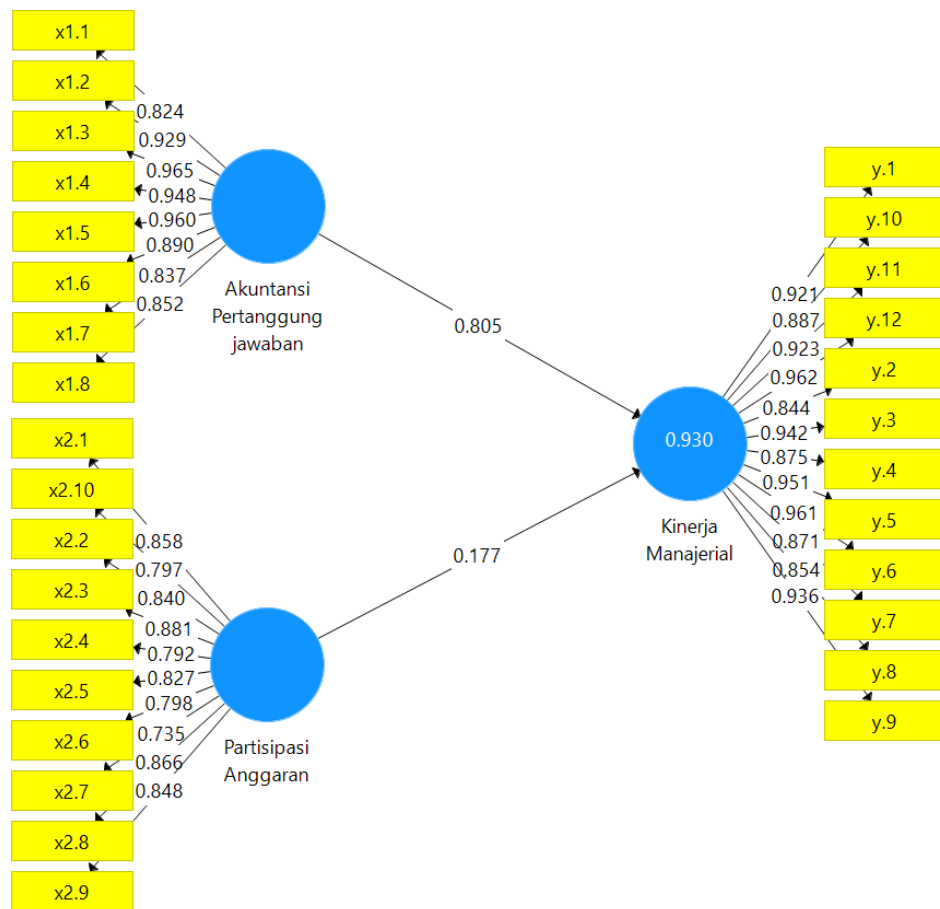 x1.1
x1.2
x1.3
x1.4
x1.5
x1.6
x1.7
x1.8
0.824
0.929
0.965
0.948
0.960
0.890
0.837
0.852
Akuntansi
Pertanggung
jawaban
0.805
x2.1
x2.10
x2.2
x2.3
x2.4
x2.5
x2.6
x2.7
x2.8
x2.9
0.858
0.797
0.840
0.881
0.792
0.827
0.798
0.735
0.866
0.848
Partisipasi
Anggaran
0.177
0.930
Kinerja
Manajerial
0.921
0.887
0.923
0.962
0.844
0.942
0.875
0.951
0.961
0.871
0.854
0.936
y.1
y.10
y.11
y.12
y.2
y.3
y.4
y.5
y.6
y.7
y.8
y.9